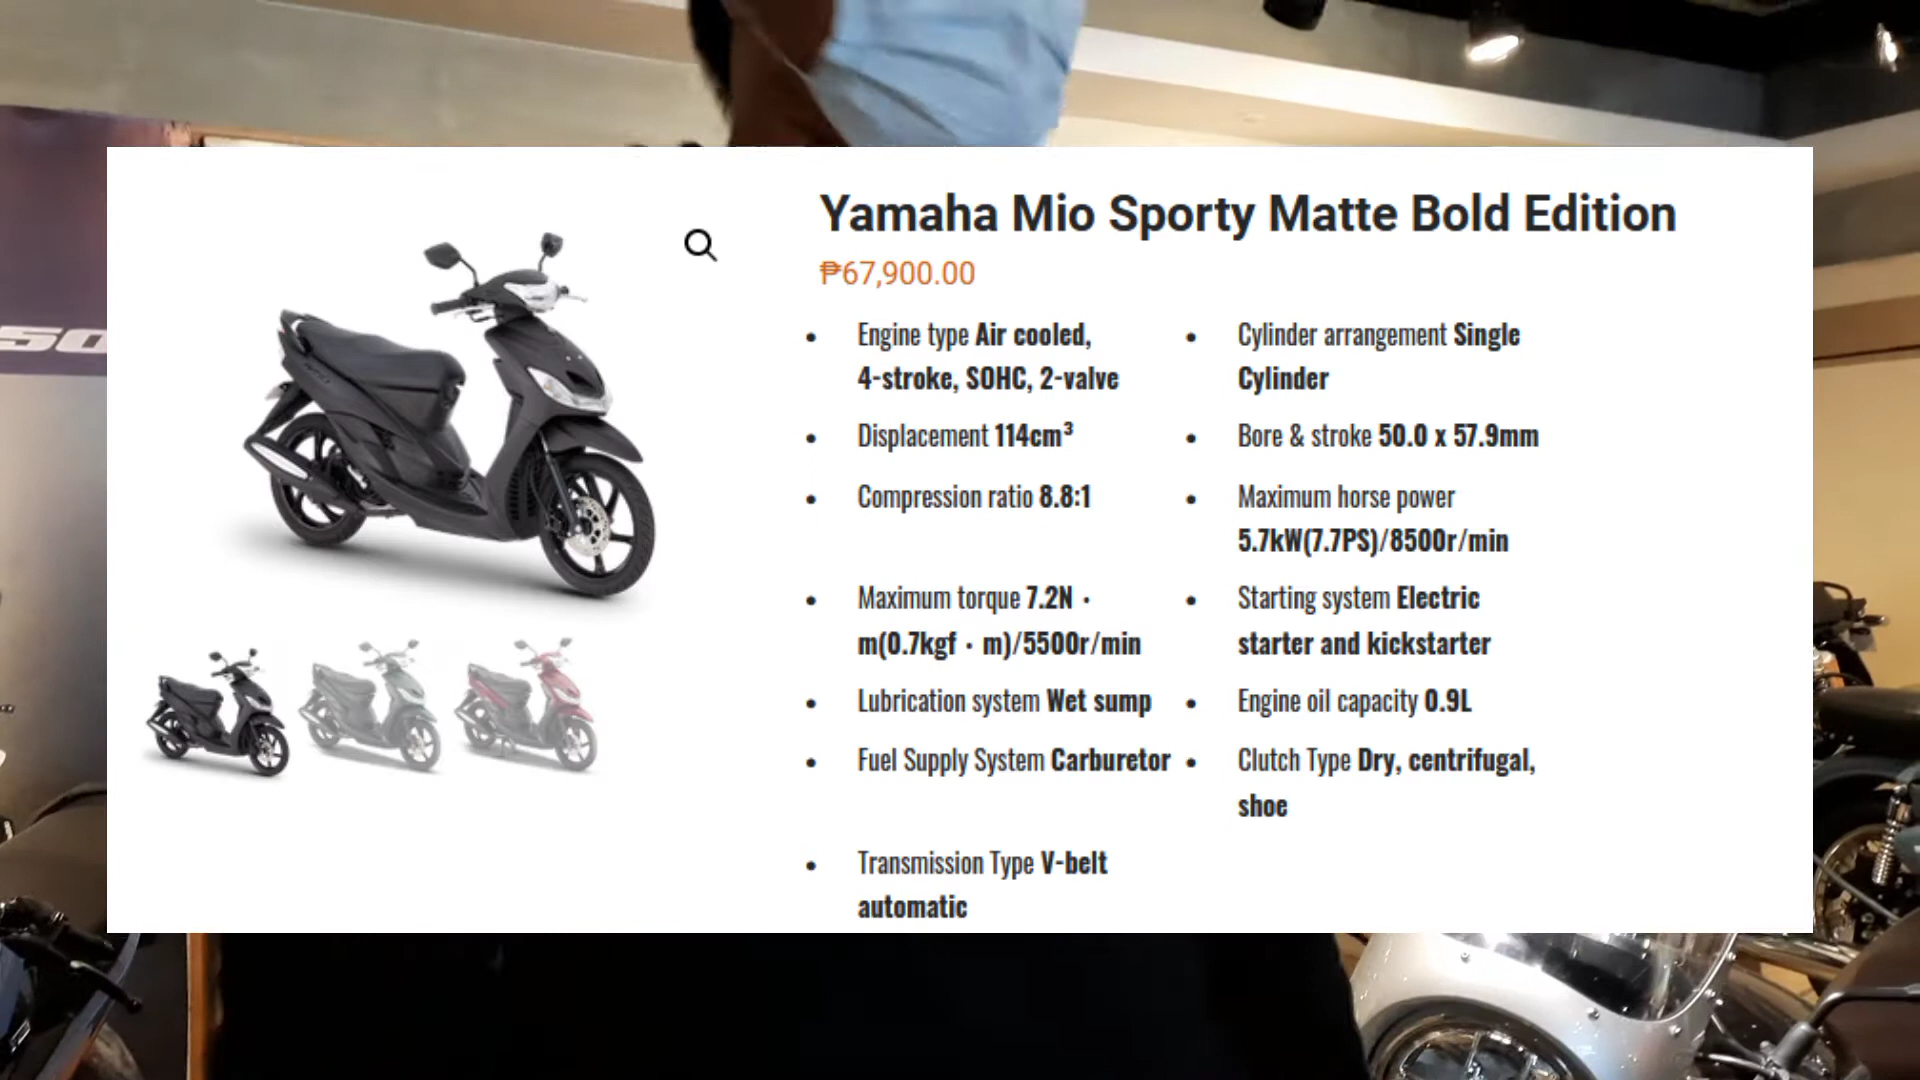 50
Yamaha Mio Sporty Matte Bold Edition
₱67,900.00
• Engine type Air cooled,
4-stroke, SOHC, 2-valve
• Cylinder arrangement Single
Cylinder
• Displacement 114cm³
• Bore & stroke 50.0 x 57.9mm
• Compression ratio 8.8:1
• Maximum horse power
5.7kW(7.7PS)/8500r/min
• Maximum torque 7.2N・
m(0.7kgf・m)/5500r/min
• Starting system Electric
starter and kickstarter
• Lubrication system Wet sump
• Engine oil capacity 0.9L
• Fuel Supply System Carburetor
• Clutch Type Dry, centrifugal,
shoe
• Transmission Type V-belt
automatic